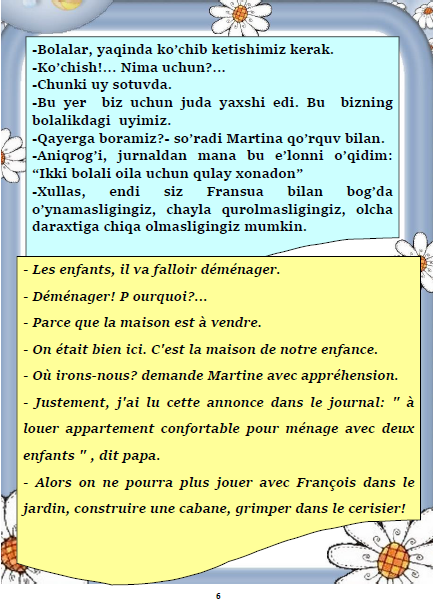 -Bolalar, yaqinda ko’chib ketishimiz kerak.
-Ko’chish!... Nima uchun?...
-Chunki uy sotuvda.
-Bu yer biz uchun juda yaxshi edi. Bu bizning
bolalikdagi uyimiz.
-Qayerga boramiz?- so’radi Martina qo’rquv bilan.
-Aniqrog’i, jurnaldan mana bu e’lonni o’qidim:
“Ikki bolali oila uchun qulay xonadon”
-Xullas, endi siz Fransua bilan bog’da
o’ynamasligingiz, chayla qurolmasligingiz, olcha
daraxtiga chiqa olmasligingiz mumkin.
- Les enfants, il va falloir déménager.
- Déménager! P ourquoi?...
- Parce que la maison est à vendre.
- On était bien ici. C'est la maison de notre enfance.
- Où irons-nous? demande Martine avec appréhension.
- Justement, j'ai lu cette annonce dans le journal: " à
louer appartement confortable pour ménage avec deux
enfants " , dit papa.
- Alors on ne pourra plus jouer avec François dans le
jardin, construire une cabane, grimper dans le cerisier!
6